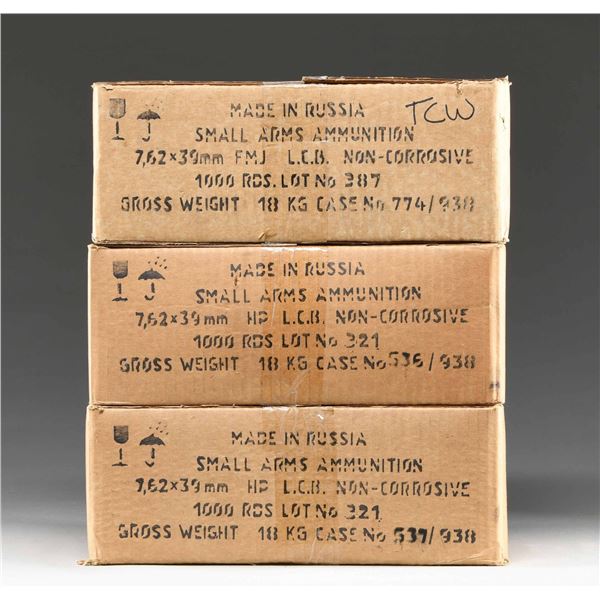 MADE IN RUSSIA TCW
SMALL ARMS AMMUNITION
7,62×39mm FMJ L.C.B. NON-CORROSIVE
1000 RDS. LOT No 387
GROSS WEIGHT 18 KG CASE No 774/938
MADE IN RUSSIA
SMALL ARMS AMMUNITION
7,62×39mm HP L.C.B. NON-CORROSIVE
1000 RDS LOT No 321
GROSS WEIGHT 18 KG CASE No 536/938
MADE IN RUSSIA
SMALL ARMS AMMUNITION
7,62×39mm HP L.C.B. NON-CORROSIVE
1000 RDS LOT No 321
GROSS WEIGHT 18 KG CASE No 537/938